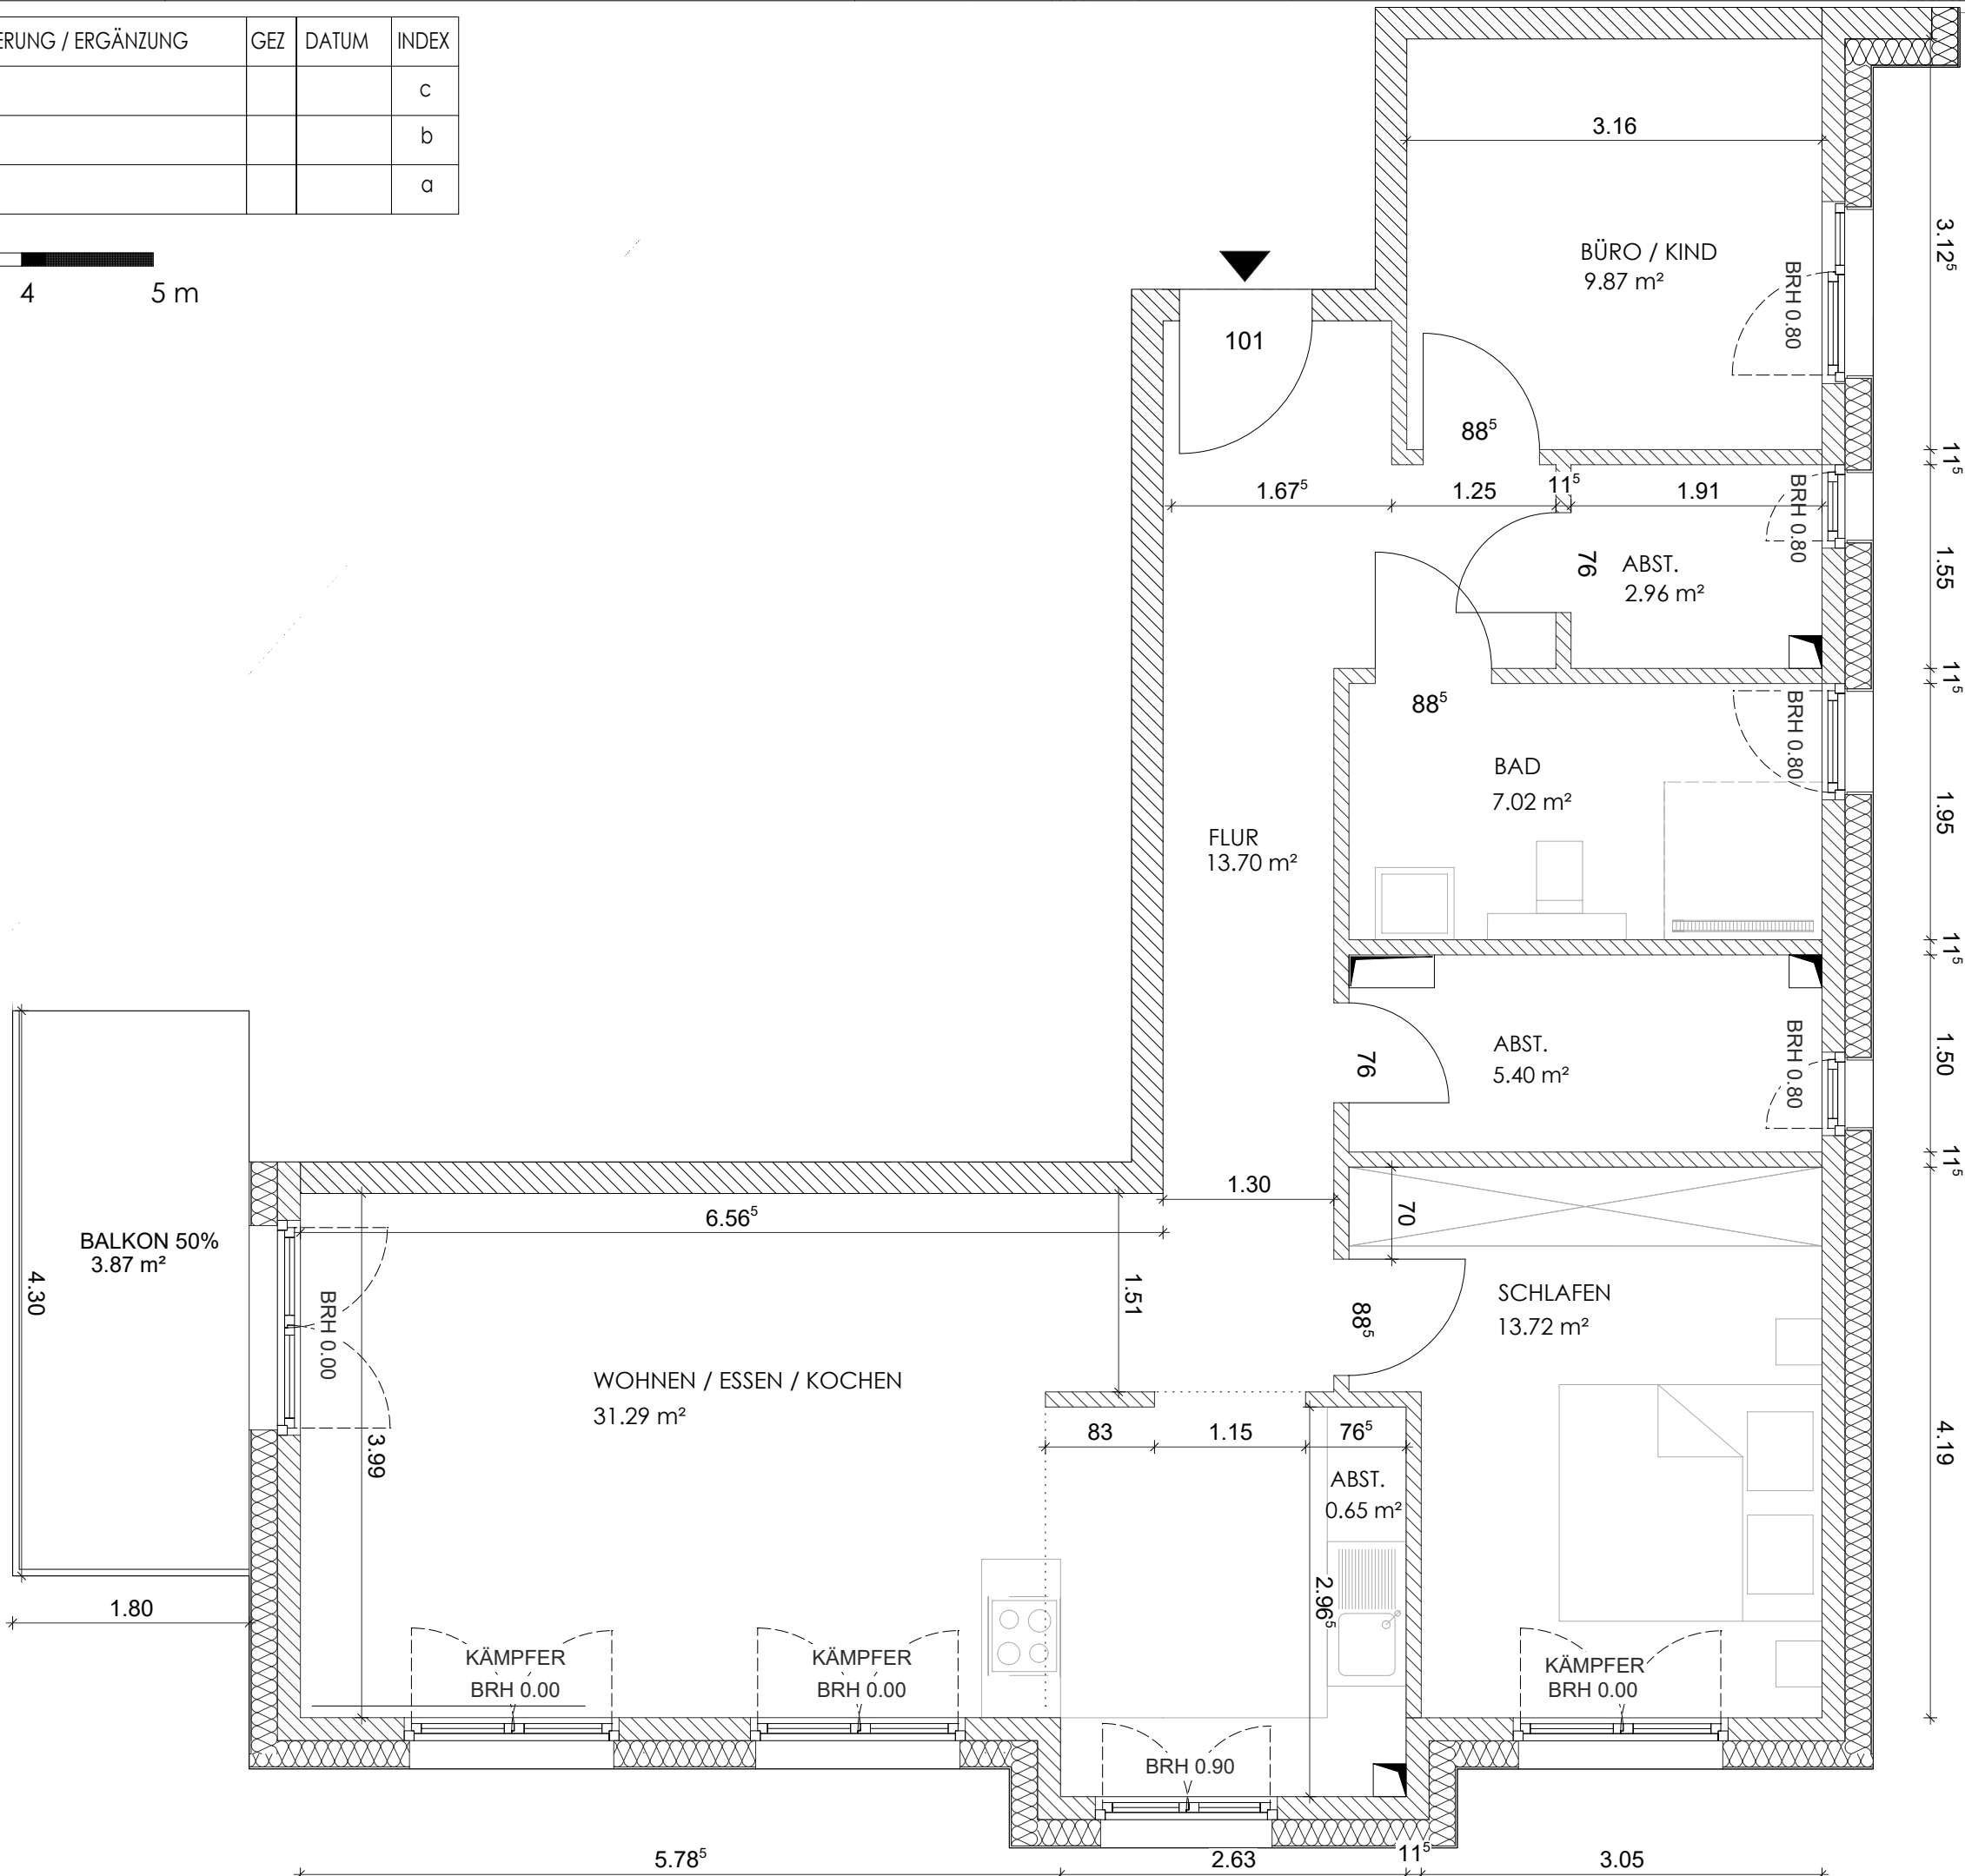 ERUNG / ERGÄNZUNG GEZ DATUM INDEX
c
b
a
4 5 m
3.16
BÜRO / KIND
9.87 m²
BRH 0.80
3.12⁵
101
88⁵
11⁵
1.67⁵ 1.25 11⁵ 1.91
BRH 0.80
76
ABST.
2.96 m²
1.55
11⁵
88⁵
BAD
7.02 m²
BRH 0.80
1.95
FLUR
13.70 m²
11⁵
76
ABST.
5.40 m²
BRH 0.80
1.50
11⁵
1.30
70
6.56⁵
BALKON 50%
3.87 m²
4.30
BRH 0.00
1.51
88⁵
SCHLAFEN
13.72 m²
WOHNEN / ESSEN / KOCHEN
31.29 m²
3.99
83 1.15 76⁵
4.19
ABST.
0.65 m²
2.96⁵
1.80
KÄMPFER
BRH 0.00
KÄMPFER
BRH 0.00
KÄMPFER
BRH 0.00
BRH 0.90
5.78⁵ 2.63 11⁵ 3.05